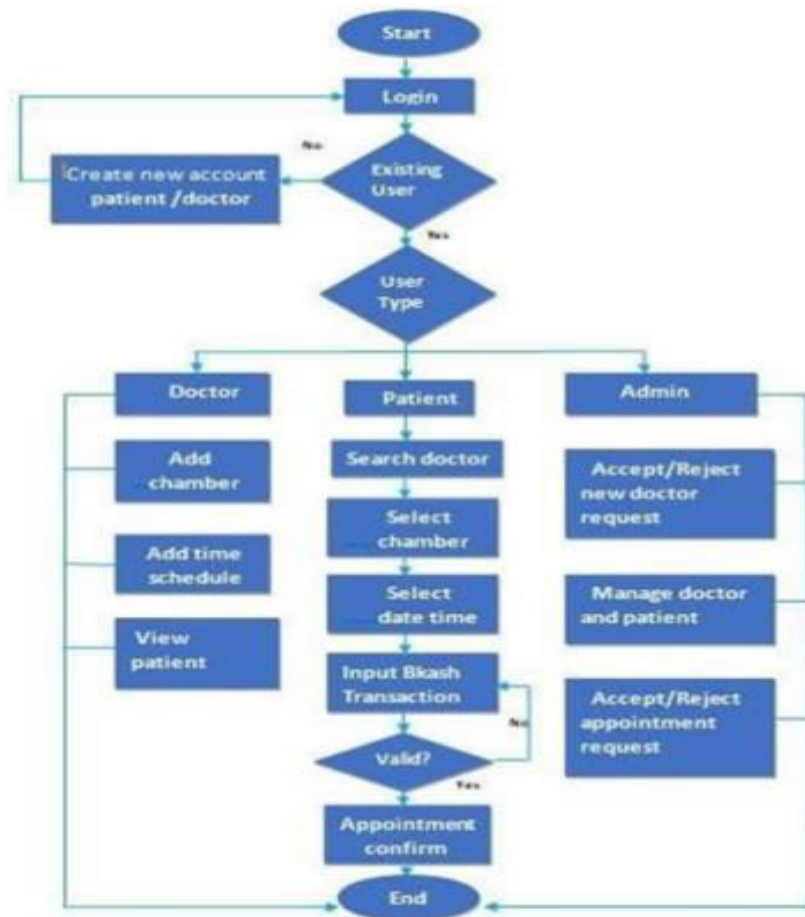 Start
Login
No
Existing
User
Create new account
patient /doctor
Yes
User
Type
Doctor
Patient
Admin
Add
chamber
Search doctor
Accept/Reject
new doctor
request
Select
chamber
Add time
schedule
Select
date time
Manage doctor
and patient
View
patient
Input Bkash
Transaction
No
Accept/Reject
appointment
request
Valid?
Yes
Appointment
confirm
End